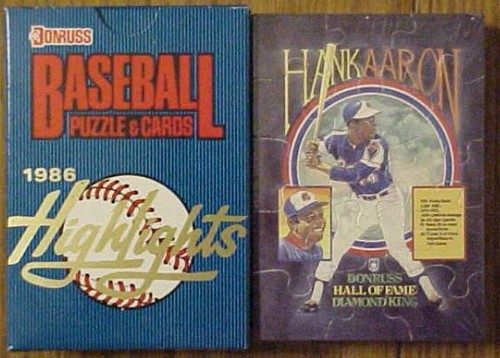 DONRUSS
BASEBALL
PUZZLE & CARDS
1986
Highlights
HANK AARON
DONRUSS
HALL OF FAME
DIAMOND KING